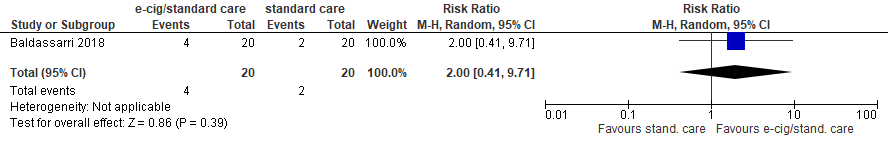 e-cig/standard care standard care Risk Ratio Risk Ratio
Study or Subgroup Events Total Events Total Weight M-H, Random, 95% CI M-H, Random, 95% CI
Baldassarri 2018 4 20 2 20 100.0% 2.00 [0.41, 9.71]
Total (95% CI) 20 20 100.0% 2.00 [0.41, 9.71]
Total events 4 2
Heterogeneity: Not applicable
Test for overall effect: Z = 0.86 (P = 0.39)
0.01 0.1 1 10 100
Favours stand. care Favours e-cig/stand. care